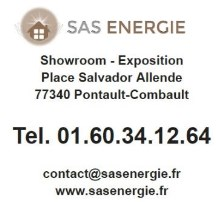 SAS ENERGIE
Showroom - Exposition
Place Salvador Allende
77340 Pontault-Combault
Tel. 01.60.34.12.64
contact@sasenergie.fr
www.sasenergie.fr